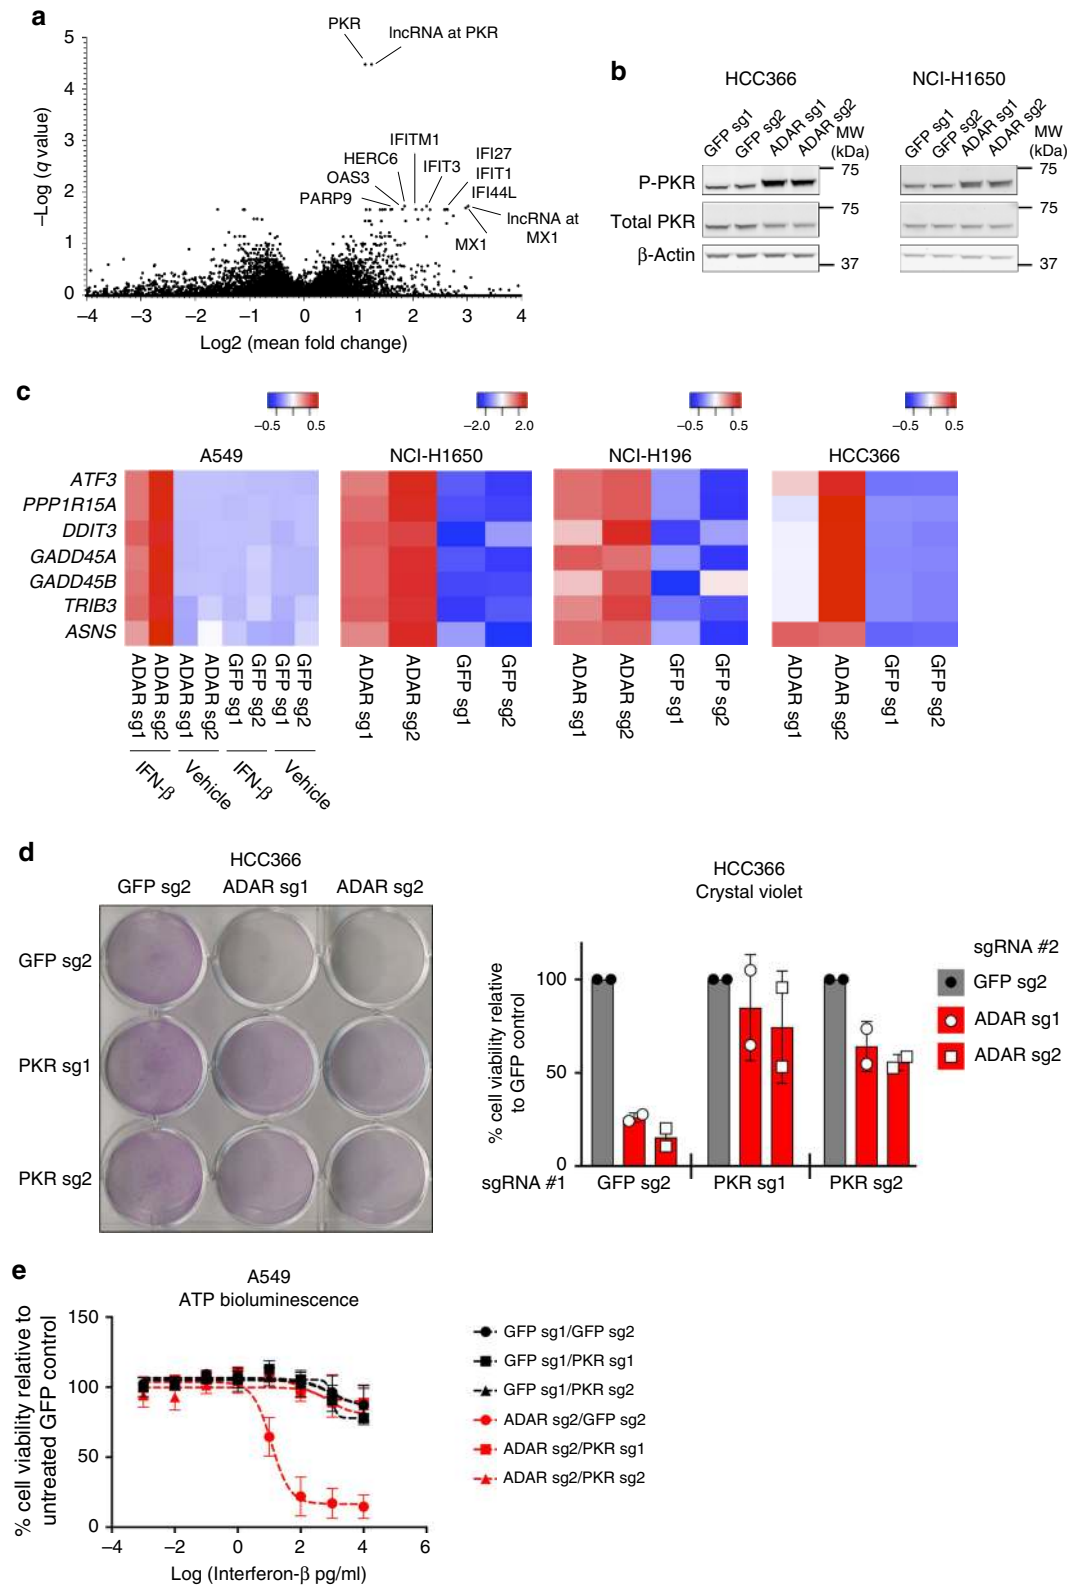 a
PKR
lncRNA at PKR
5
4
3
2
1
0
–Log (q value)
IFITM1
HERC6
OAS3
PARP9
IFIT3
IFI27
IFIT1
IFI44L
lncRNA at
MX1
MX1
–4 –3 –2 –1 0 1 2 3 4
Log2 (mean fold change)
b
HCC366
NCI-H1650
GFP sg1 GFP sg2 ADAR sg1 ADAR sg2 MW (kDa)
GFP sg1 GFP sg2 ADAR sg1 ADAR sg2 MW (kDa)
P-PKR 75 75
Total PKR 75 75
β-Actin 37 37
c
–0.5 0.5
–2.0 2.0
–0.5 0.5
–0.5 0.5
A549
NCI-H1650
NCI-H196
HCC366
ATF3
PPP1R15A
DDIT3
GADD45A
GADD45B
TRIB3
ASNS
ADAR sg1 ADAR sg2 ADAR sg1 ADAR sg2 GFP sg1 GFP sg2 GFP sg1 GFP sg2
IFN-β Vehicle IFN-β Vehicle
ADAR sg1 ADAR sg2 GFP sg1 GFP sg2
ADAR sg1 ADAR sg2 GFP sg1 GFP sg2
ADAR sg1 ADAR sg2 GFP sg1 GFP sg2
d
HCC366
GFP sg2 ADAR sg1 ADAR sg2
GFP sg2
PKR sg1
PKR sg2
HCC366
Crystal violet
% cell viability relative
to GFP control
100
50
0
sgRNA #1 GFP sg2 PKR sg1 PKR sg2
sgRNA #2
GFP sg2
ADAR sg1
ADAR sg2
e
A549
ATP bioluminescence
% cell viability relative to
untreated GFP control
150
100
50
0
–4 –2 0 2 4 6
Log (Interferon-β pg/ml)
GFP sg1/GFP sg2
GFP sg1/PKR sg1
GFP sg1/PKR sg2
ADAR sg2/GFP sg2
ADAR sg2/PKR sg1
ADAR sg2/PKR sg2